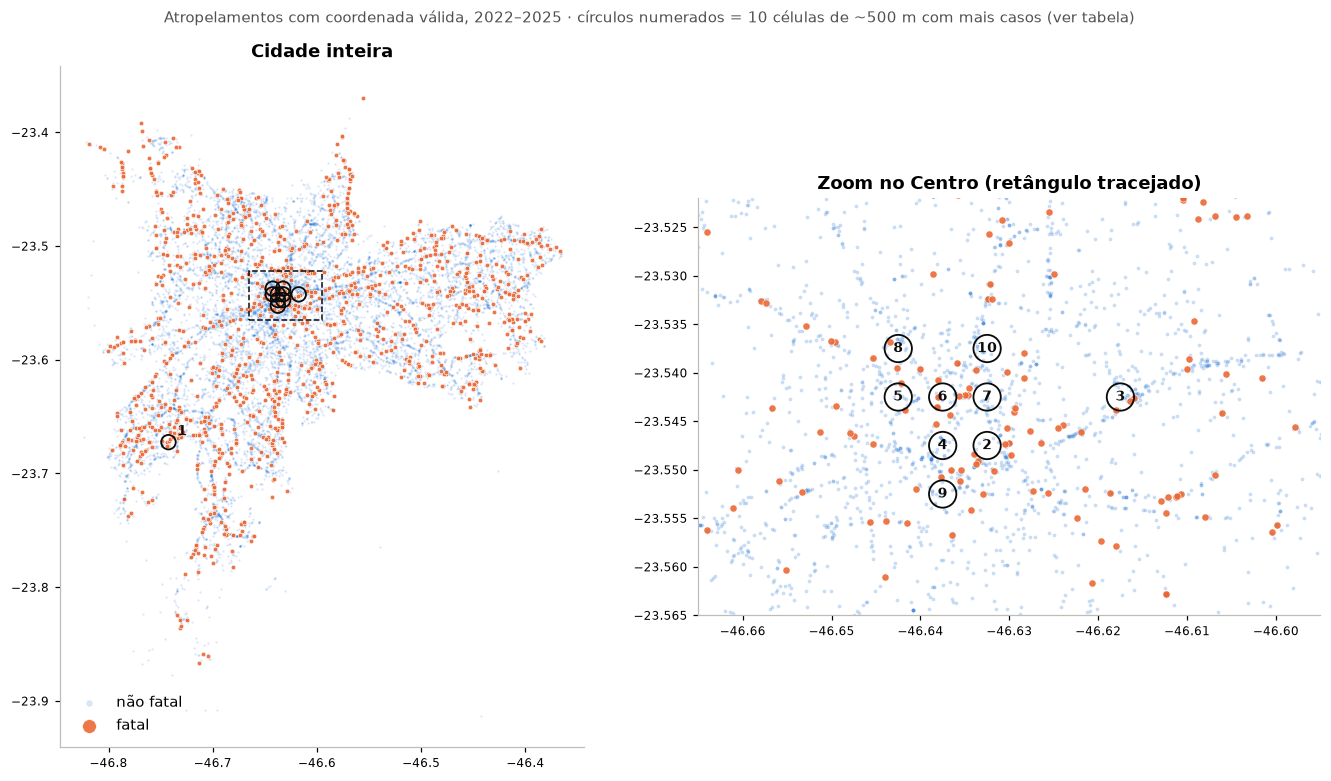 Atropelamentos com coordenada válida, 2022–2025 · círculos numerados = 10 células de ~500 m com mais casos (ver tabela)
Cidade inteira
−23.4
−23.5
−23.6
−23.7
−23.8
−23.9
1
não fatal
fatal
−46.8 −46.7 −46.6 −46.5 −46.4
Zoom no Centro (retângulo tracejado)
−23.525
−23.530
−23.535
−23.540
−23.545
−23.550
−23.555
−23.560
−23.565
8 10
5 6 7 3
4 2
9
−46.66 −46.65 −46.64 −46.63 −46.62 −46.61 −46.60